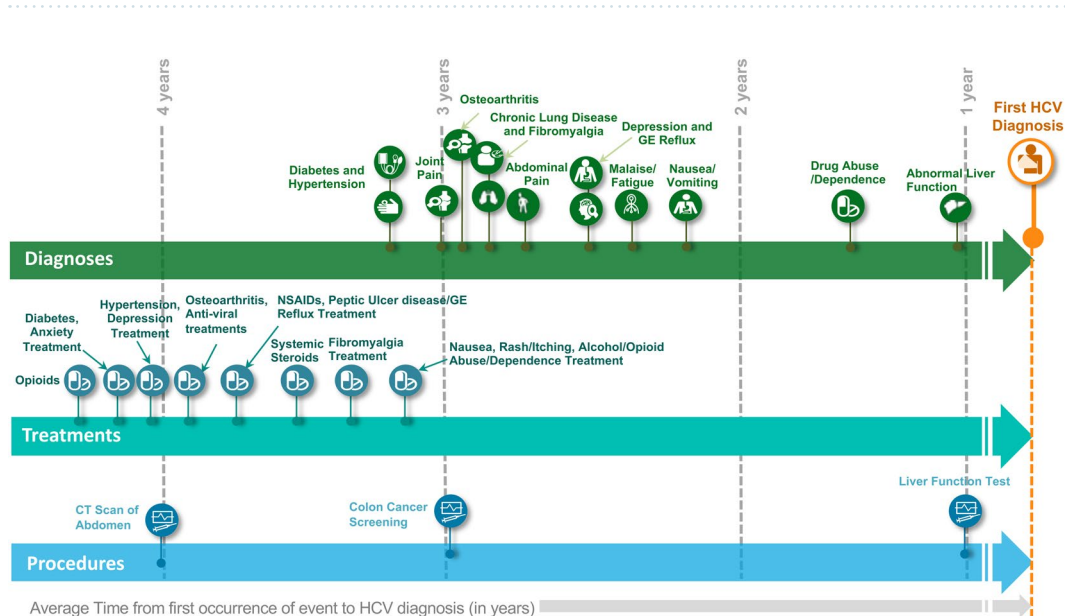 4 years
3 years
2 years
1 year
First HCV
Diagnosis
Osteoarthritis
Chronic Lung Disease
and Fibromyalgia
Depression and
GE Reflux
Diabetes and
Hypertension
Joint
Pain
Abdominal
Pain
Malaise/
Fatigue
Nausea/
Vomiting
Drug Abuse
/Dependence
Abnormal Liver
Function
Diagnoses
Diabetes,
Anxiety
Treatment
Hypertension,
Depression
Treatment
Osteoarthritis,
Anti-viral
treatments
NSAIDs, Peptic Ulcer disease/GE
Reflux Treatment
Systemic
Steroids
Fibromyalgia
Treatment
Nausea, Rash/Itching, Alcohol/Opioid
Abuse/Dependence Treatment
Opioids
Treatments
CT Scan of
Abdomen
Colon Cancer
Screening
Liver Function Test
Procedures
Average Time from first occurrence of event to HCV diagnosis (in years)